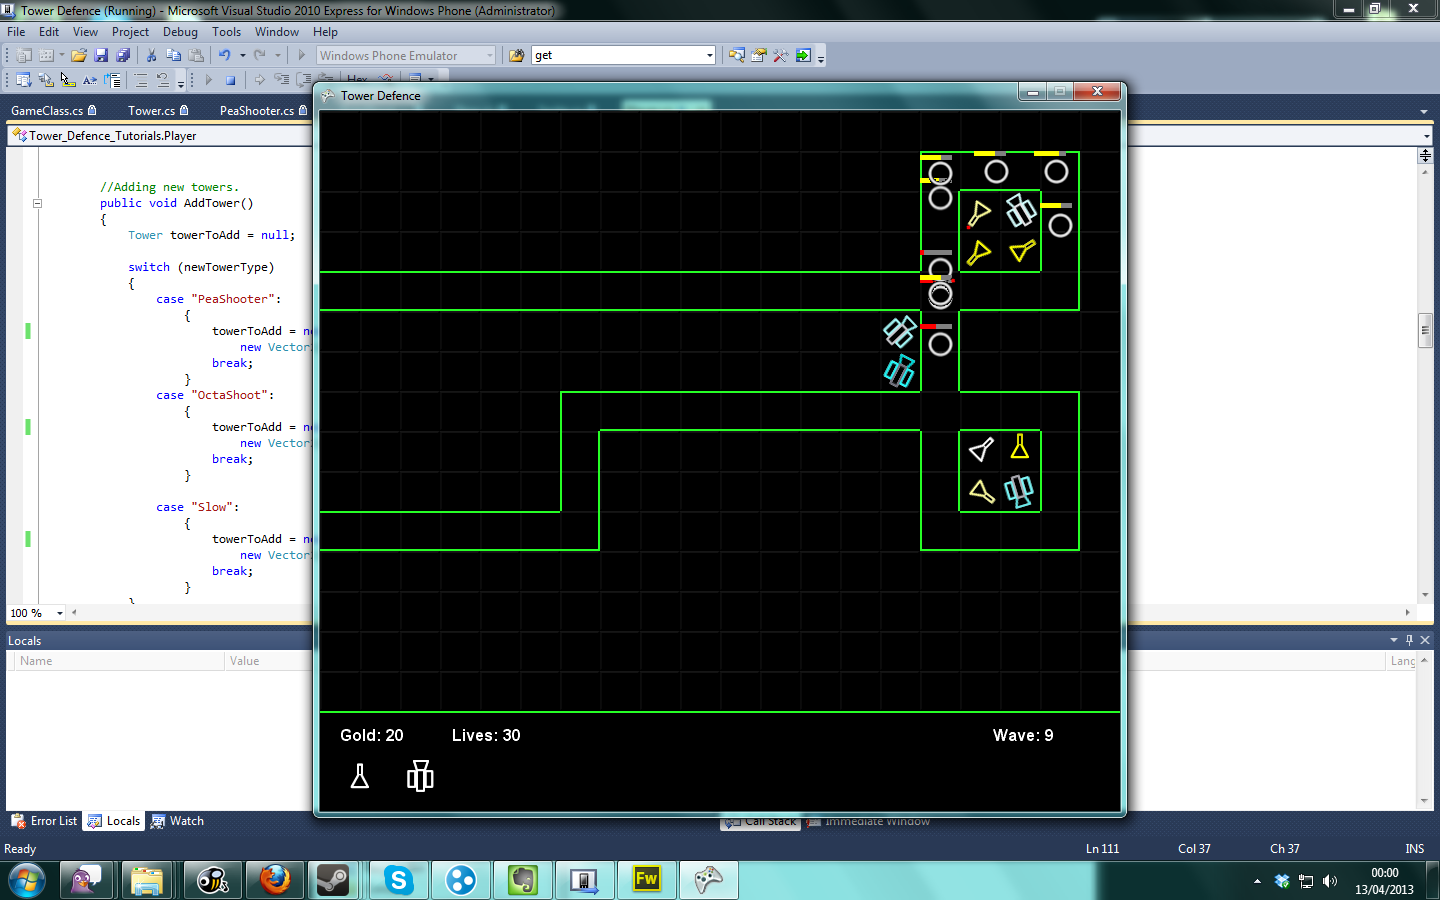 Tower Defence (Running) - Microsoft Visual Studio 2010 Express for Windows Phone (Administrator)
File Edit View Project Debug Tools Window Help
Windows Phone Emulator get
Hex
GameClass.cs Tower.cs PeaShooter.cs
Tower Defence
Tower_Defence_Tutorials.Player
//Adding new towers.
public void AddTower()
{
Tower towerToAdd = null;
switch (newTowerType)
{
case "PeaShooter":
{
towerToAdd = ne
new Vector
break;
}
case "OctaShoot":
{
towerToAdd = ne
new Vector
break;
}
case "Slow":
{
towerToAdd = ne
new Vector
break;
}
}
100 %
Gold: 20 Lives: 30 Wave: 9
Locals
Name Value Lang
Error List Locals Watch Call Stack Immediate Window
Ready Ln 111 Col 37 Ch 37 INS
Fw
00:00
13/04/2013